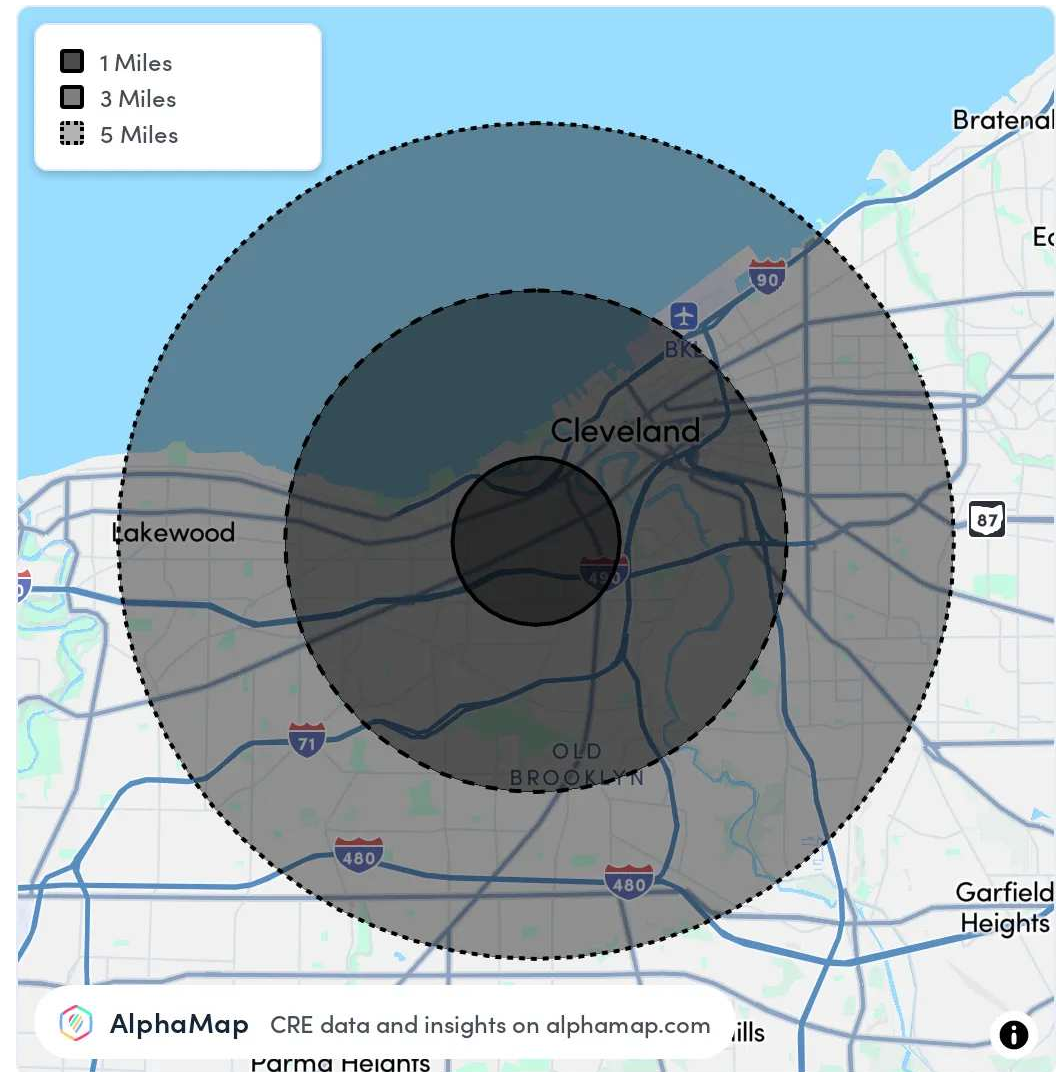 1 Miles
3 Miles
5 Miles
Bratenal
Ec
90
BKL
Cleveland
87
Lakewood
490
71
OLD
BROOKLYN
480
480
Garfield
Heights
AlphaMap CRE data and insights on alphamap.com
ills
Parma Heights